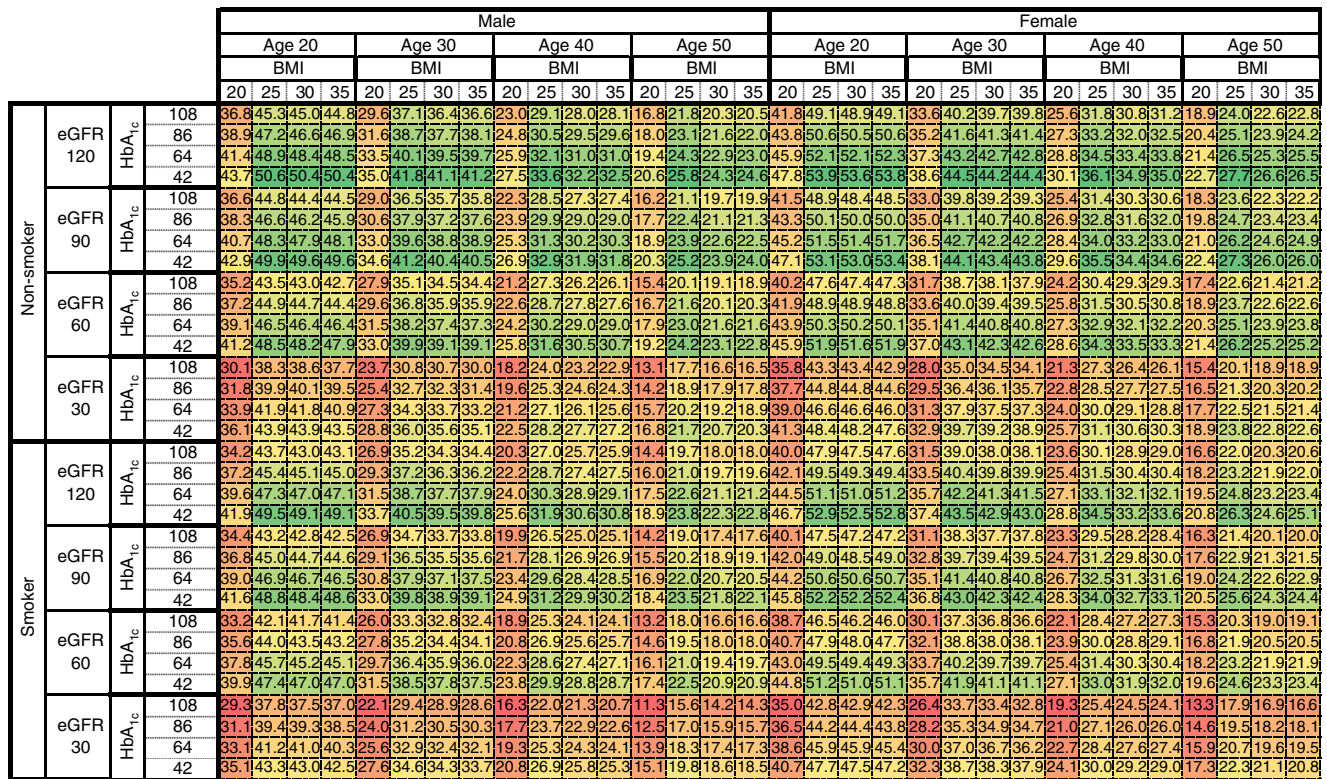 Male Female
Age 20 Age 30 Age 40 Age 50 Age 20 Age 30 Age 40 Age 50
BMI BMI BMI BMI BMI BMI BMI BMI
20 25 30 35 20 25 30 35 20 25 30 35 20 25 30 35 20 25 30 35 20 25 30 35 20 25 30 35 20 25 30 35
Non-smoker
eGFR
120
HbA1c
108 36.8 45.3 45.0 44.8 29.6 37.1 36.4 36.6 23.0 29.1 28.0 28.1 16.8 21.8 20.3 20.5 41.8 49.1 48.9 49.1 33.6 40.2 39.7 39.8 25.6 31.8 30.8 31.2 18.9 24.0 22.6 22.8
86 38.9 47.2 46.6 46.9 31.6 38.7 37.7 38.1 24.8 30.5 29.5 29.6 18.0 23.1 21.6 22.0 43.8 50.6 50.5 50.6 35.2 41.6 41.3 41.4 27.3 33.2 32.0 32.5 20.4 25.1 23.9 24.2
64 41.4 48.9 48.4 48.5 33.5 40.1 39.5 39.7 25.9 32.1 31.0 31.0 19.4 24.3 22.9 23.0 45.9 52.1 52.1 52.3 37.3 43.2 42.7 42.8 28.8 34.5 33.4 33.8 21.4 26.5 25.3 25.5
42 43.7 50.6 50.4 50.4 35.0 41.8 41.1 41.2 27.5 33.6 32.2 32.5 20.6 25.8 24.3 24.6 47.8 53.9 53.6 53.8 38.6 44.5 44.2 44.4 30.1 36.1 34.9 35.0 22.7 27.7 26.6 26.5
eGFR
90
HbA1c
108 36.6 44.8 44.4 44.5 29.0 36.5 35.7 35.8 22.3 28.5 27.3 27.4 16.2 21.1 19.7 19.9 41.5 48.9 48.4 48.5 33.0 39.8 39.2 39.3 25.4 31.4 30.3 30.6 18.3 23.6 22.3 22.2
86 38.3 46.6 46.2 45.9 30.6 37.9 37.2 37.6 23.9 29.9 29.0 29.0 17.7 22.4 21.1 21.3 43.3 50.1 50.0 50.0 35.0 41.1 40.7 40.8 26.9 32.8 31.6 32.0 19.8 24.7 23.4 23.4
64 40.7 48.3 47.9 48.1 33.0 39.6 38.8 38.9 25.3 31.3 30.2 30.3 18.9 23.9 22.6 22.5 45.2 51.5 51.4 51.7 36.5 42.7 42.2 42.2 28.4 34.0 33.2 33.0 21.0 26.2 24.6 24.9
42 42.9 49.9 49.6 49.6 34.6 41.2 40.4 40.5 26.9 32.9 31.9 31.8 20.3 25.2 23.9 24.0 47.1 53.1 53.0 53.4 38.1 44.1 43.4 43.8 29.6 35.5 34.4 34.6 22.4 27.3 26.0 26.0
eGFR
60
HbA1c
108 35.2 43.5 43.0 42.7 27.9 35.1 34.5 34.4 21.2 27.3 26.2 26.1 15.4 20.1 19.1 18.9 40.2 47.6 47.4 47.3 31.7 38.7 38.1 37.9 24.2 30.4 29.3 29.3 17.4 22.6 21.4 21.2
86 37.2 44.9 44.7 44.4 29.6 36.8 35.9 35.9 22.6 28.7 27.8 27.6 16.7 21.6 20.1 20.3 41.9 48.9 48.9 48.8 33.6 40.0 39.4 39.5 25.8 31.5 30.5 30.8 18.9 23.7 22.6 22.6
64 39.1 46.5 46.4 46.4 31.5 38.2 37.4 37.3 24.2 30.2 29.0 29.0 17.9 23.0 21.6 21.6 43.9 50.3 50.2 50.1 35.1 41.4 40.8 40.8 27.3 32.9 32.1 32.2 20.3 25.1 23.9 23.8
42 41.2 48.5 48.2 47.9 33.0 39.9 39.1 39.1 25.8 31.6 30.5 30.7 19.2 24.2 23.1 22.8 45.9 51.9 51.6 51.9 37.0 43.1 42.3 42.6 28.6 34.3 33.5 33.3 21.4 26.2 25.2 25.2
eGFR
30
HbA1c
108 30.1 38.3 38.6 37.7 23.7 30.8 30.7 30.0 18.2 24.0 23.2 22.9 13.1 17.7 16.6 16.5 35.8 43.3 43.4 42.9 28.0 35.0 34.5 34.1 21.3 27.3 26.4 26.1 15.4 20.1 18.9 18.9
86 31.8 39.9 40.1 39.5 25.4 32.7 32.3 31.4 19.6 25.3 24.6 24.3 14.2 18.9 17.9 17.8 37.7 44.8 44.8 44.6 29.5 36.4 36.1 35.7 22.8 28.5 27.7 27.5 16.5 21.3 20.3 20.2
64 33.9 41.9 41.8 40.9 27.3 34.3 33.7 33.2 21.2 27.1 26.1 25.6 15.7 20.2 19.2 18.9 39.0 46.6 46.6 46.0 31.3 37.9 37.5 37.3 24.0 30.0 29.1 28.8 17.7 22.5 21.5 21.4
42 36.1 43.9 43.9 43.5 28.8 36.0 35.6 35.1 22.5 28.2 27.7 27.2 16.8 21.7 20.7 20.3 41.3 48.4 48.2 47.6 32.9 39.7 39.2 38.9 25.7 31.1 30.6 30.3 18.9 23.8 22.8 22.6
Smoker
eGFR
120
HbA1c
108 34.2 43.7 43.0 43.1 26.9 35.2 34.3 34.4 20.3 27.0 25.7 25.9 14.4 19.7 18.0 18.0 40.0 47.9 47.5 47.6 31.5 39.0 38.0 38.1 23.6 30.1 28.9 29.0 16.6 22.0 20.3 20.6
86 37.2 45.4 45.1 45.0 29.3 37.2 36.3 36.2 22.2 28.7 27.4 27.5 16.0 21.0 19.7 19.6 42.1 49.5 49.3 49.4 33.5 40.4 39.8 39.9 25.4 31.6 30.4 30.6 18.2 23.2 21.9 22.0
64 39.6 47.3 47.0 47.1 31.5 38.7 37.7 37.9 24.0 30.3 28.9 29.1 17.5 22.6 21.1 21.2 44.5 51.1 51.0 51.2 35.7 42.2 41.3 41.5 27.1 33.1 32.1 32.1 19.5 24.8 23.2 23.4
42 41.9 49.5 49.1 49.1 33.7 40.5 39.5 39.8 25.6 31.9 30.6 30.8 18.9 23.8 22.3 22.8 46.7 52.9 52.5 52.8 37.4 43.5 42.9 43.0 28.8 34.5 33.2 33.6 20.8 26.3 24.6 25.1
eGFR
90
HbA1c
108 34.4 43.2 42.8 42.5 26.9 34.7 33.7 33.8 19.9 26.5 25.0 25.1 14.2 19.0 17.4 17.6 40.1 47.5 47.2 47.2 31.1 38.3 37.7 37.8 23.3 29.5 28.2 28.4 16.3 21.4 20.1 20.0
86 36.8 45.0 44.7 44.6 29.1 36.5 35.5 35.6 21.7 28.1 26.9 26.9 15.5 20.2 18.9 19.1 42.0 49.0 48.5 49.0 32.8 39.7 39.4 39.1 24.7 31.2 29.8 30.0 17.6 22.9 21.3 21.5
64 39.0 46.9 46.7 46.5 30.8 37.9 37.1 37.5 23.4 29.6 28.4 28.5 16.9 22.0 20.7 20.5 44.2 50.6 50.6 50.7 35.1 41.4 40.8 40.8 26.7 32.5 31.3 31.6 19.0 24.2 22.6 22.9
42 41.6 48.8 48.4 48.6 33.0 39.8 38.9 39.1 24.9 31.2 29.9 30.2 18.4 23.5 21.8 22.1 45.8 52.2 52.2 52.4 36.8 43.0 42.3 42.4 28.3 34.0 32.7 33.1 20.5 25.6 24.3 24.4
eGFR
60
HbA1c
108 33.2 42.1 41.7 41.4 26.0 33.3 32.8 32.4 18.9 25.3 24.1 24.1 13.2 18.0 16.6 16.6 38.7 46.5 46.2 46.0 30.1 37.3 36.8 36.6 22.1 28.4 27.2 27.3 15.3 20.3 19.0 19.1
86 35.6 44.0 43.5 43.2 27.8 35.2 34.4 34.1 20.8 26.9 25.6 25.7 14.6 19.5 18.0 18.0 40.7 47.9 48.0 47.7 32.1 38.8 38.1 38.1 23.9 30.0 28.8 29.1 16.8 21.9 20.5 20.5
64 37.8 45.7 45.2 45.1 29.7 36.4 35.9 36.0 22.3 28.6 27.4 27.1 16.1 21.0 19.4 19.7 43.0 49.5 49.4 49.3 33.7 40.2 39.7 39.7 25.4 31.4 30.3 30.4 18.2 23.2 21.9 21.9
42 39.9 47.4 47.0 47.0 31.5 38.5 37.8 37.5 23.8 29.9 28.8 28.7 17.4 22.5 20.9 20.9 44.8 51.2 51.0 51.1 35.7 41.9 41.1 41.1 27.1 33.0 31.9 32.0 19.6 24.6 23.3 23.4
eGFR
30
HbA1c
108 29.3 37.8 37.5 37.0 22.1 29.4 28.9 28.6 16.3 22.0 21.3 20.7 11.3 15.6 14.2 14.3 35.0 42.8 42.9 42.3 26.4 33.7 33.4 32.8 19.3 25.4 24.5 24.1 13.3 17.9 16.9 16.6
86 31.1 39.4 39.3 38.5 24.0 31.2 30.5 30.3 17.7 23.7 22.9 22.6 12.5 17.0 15.9 15.7 36.5 44.2 44.4 43.8 28.2 35.3 34.9 34.7 21.0 27.1 26.0 26.0 14.6 19.5 18.2 18.1
64 33.1 41.2 41.0 40.3 25.6 32.9 32.4 32.1 19.3 25.3 24.3 24.1 13.9 18.3 17.4 17.3 38.6 45.9 45.9 45.4 30.0 37.0 36.7 36.2 22.7 28.4 27.6 27.4 15.9 20.7 19.6 19.5
42 35.1 43.3 43.0 42.5 27.6 34.6 34.3 33.7 20.8 26.9 25.8 25.3 15.1 19.8 18.6 18.5 40.7 47.7 47.5 47.2 32.3 38.7 38.3 37.9 24.1 30.0 29.2 29.0 17.3 22.3 21.1 20.8